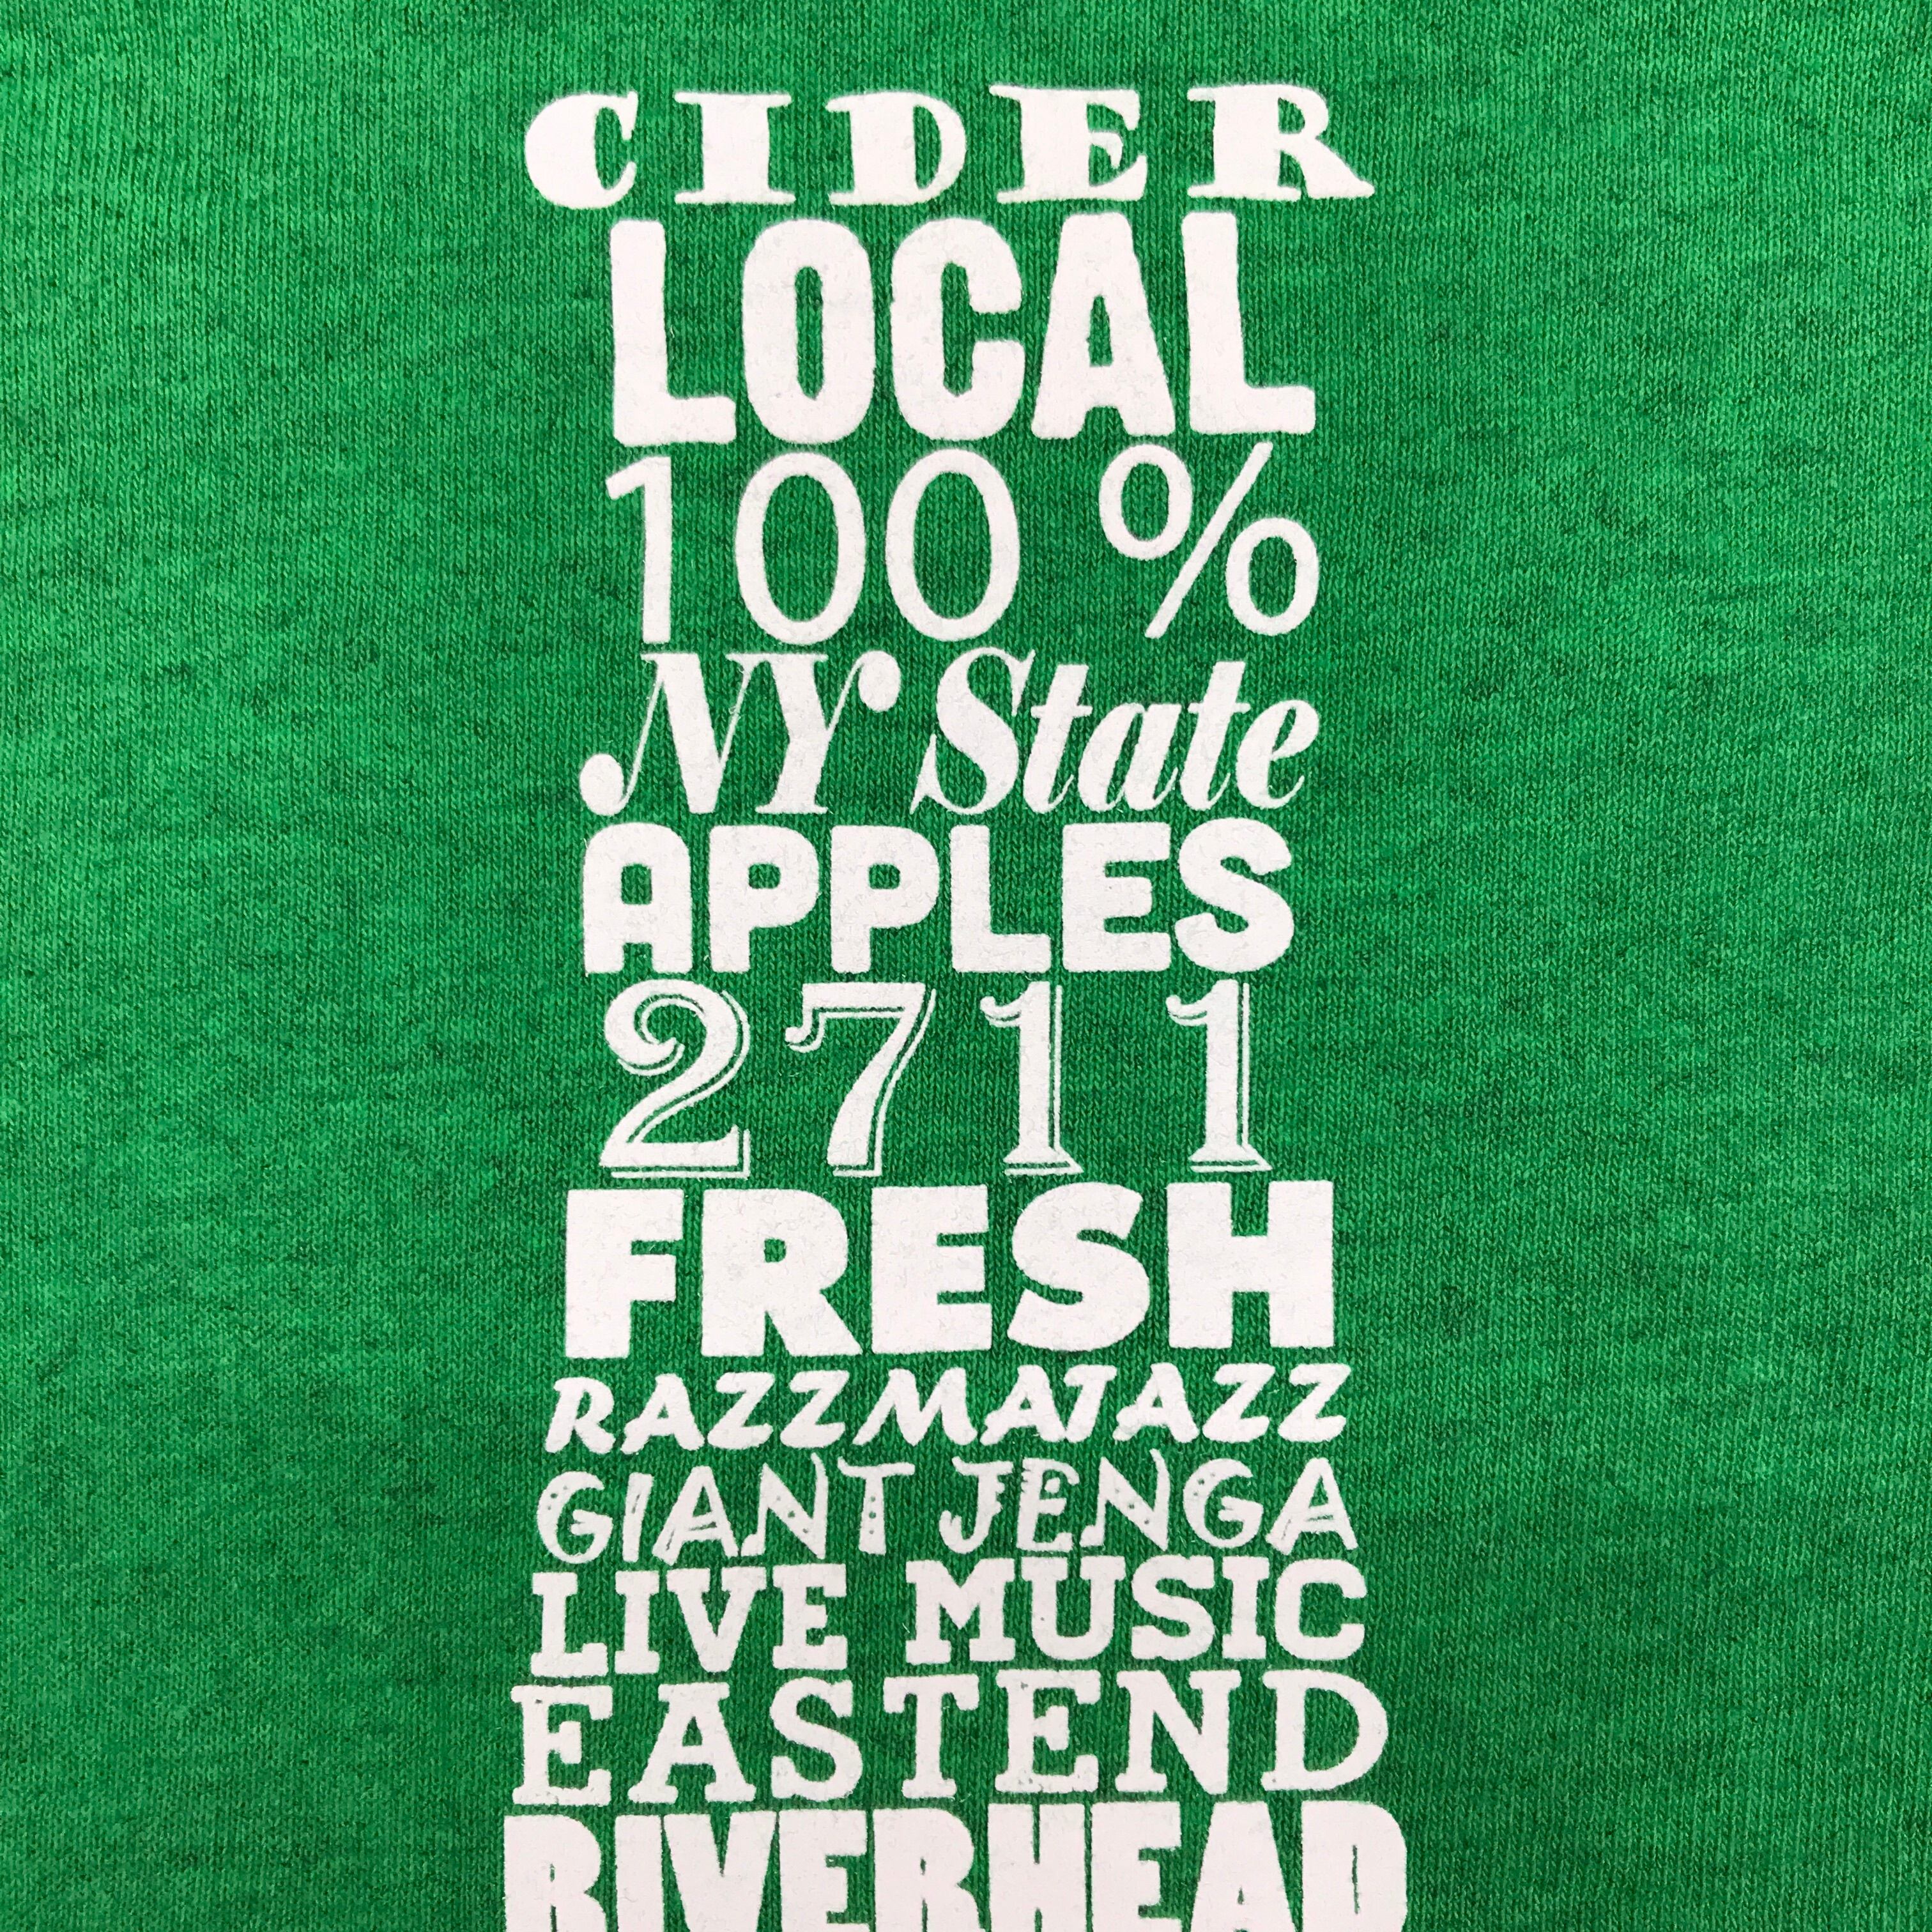 CIDER
LOCAL
100 %
NY State
APPLES
2711
FRESH
RAZZMATAZZ
GIANT JENGA
LIVE MUSIC
EASTEND
RIVERHEAD